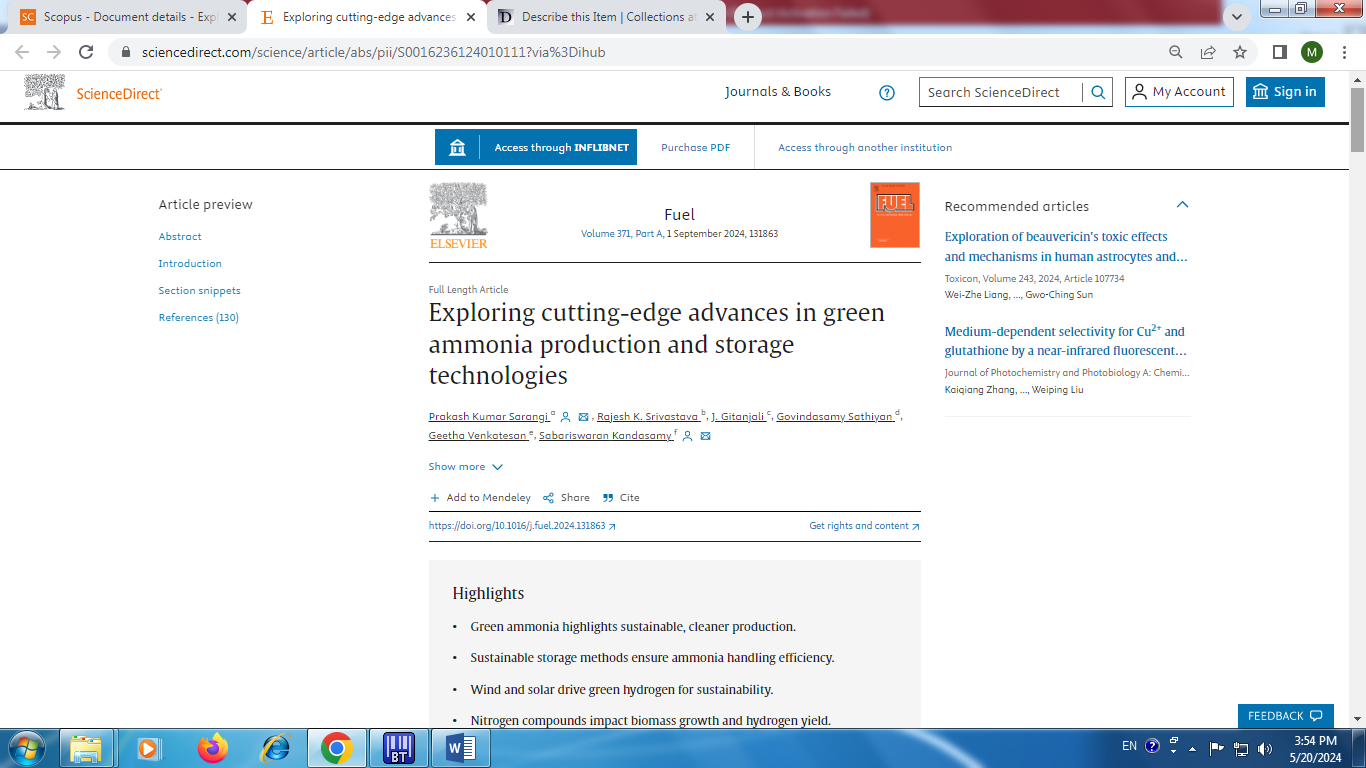 SC Scopus - Document details - Exp
Exploring cutting-edge advances
Describe this Item | Collections a
sciencedirect.com/science/article/abs/pii/S0016236124010111?via%3Dihub
M
ScienceDirect
Journals & Books
Search ScienceDirect
My Account
Sign in
Access through INFLIBNET
Purchase PDF
Access through another institution
Article preview
Abstract
Introduction
Section snippets
References (130)
ELSEVIER
Fuel
Volume 371, Part A, 1 September 2024, 131863
FUEL
Full Length Article
Exploring cutting-edge advances in green
ammonia production and storage
technologies
Prakash Kumar Sarangi a, Rajesh K. Srivastava b, J. Gitanjali c, Govindasamy Sathiyan d,
Geetha Venkatesan e, Sabariswaran Kandasamy f
Show more
+ Add to Mendeley Share Cite
https://doi.org/10.1016/j.fuel.2024.131863
Get rights and content
Highlights
• Green ammonia highlights sustainable, cleaner production.
• Sustainable storage methods ensure ammonia handling efficiency.
• Wind and solar drive green hydrogen for sustainability.
• Nitrogen compounds impact biomass growth and hydrogen yield.
Recommended articles
Exploration of beauvericin's toxic effects
and mechanisms in human astrocytes and...
Toxicon, Volume 243, 2024, Article 107734
Wei-Zhe Liang, ..., Gwo-Ching Sun
Medium-dependent selectivity for Cu2+ and
glutathione by a near-infrared fluorescent...
Journal of Photochemistry and Photobiology A: Chemi...
Kaiqiang Zhang, ..., Weiping Liu
FEEDBACK
BT
W
EN
3:54 PM
5/20/2024